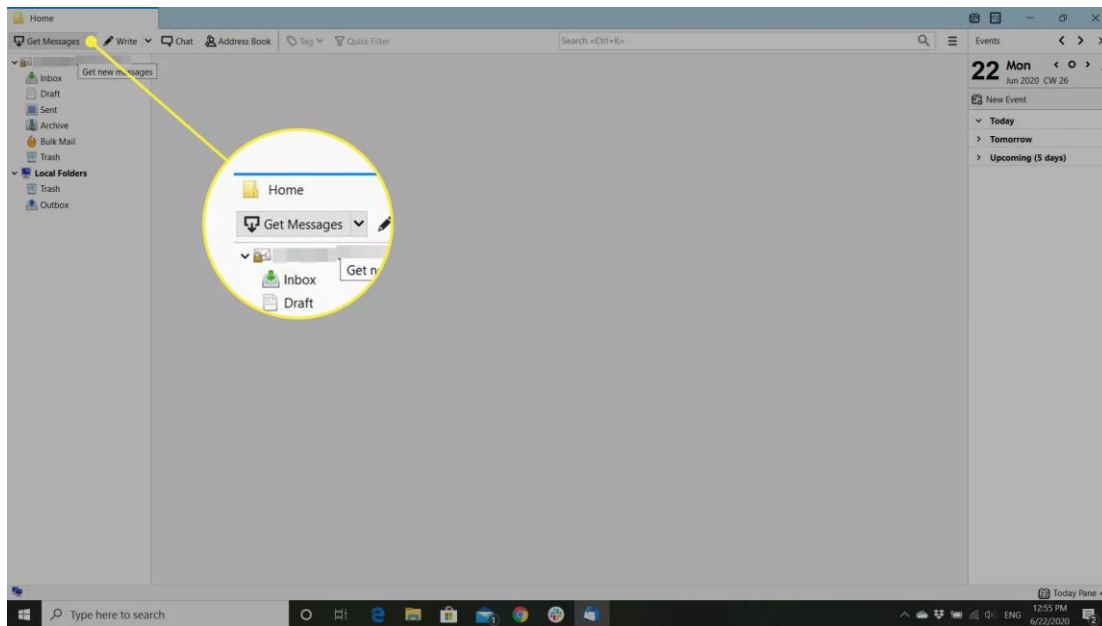 Home
Get Messages Write Chat Address Book Tag Quick Filter Search <Ctrl+K> Events
Get new messages
Inbox
Draft
Sent
Archive
Bulk Mail
Trash
Local Folders
Trash
Outbox
Home
Get Messages
Get n
Inbox
Draft
22 Mon
Jun 2020 CW 26
New Event
Today
Tomorrow
Upcoming (5 days)
23 Today Pane
Type here to search
ENG 12:55 PM
6/22/2020